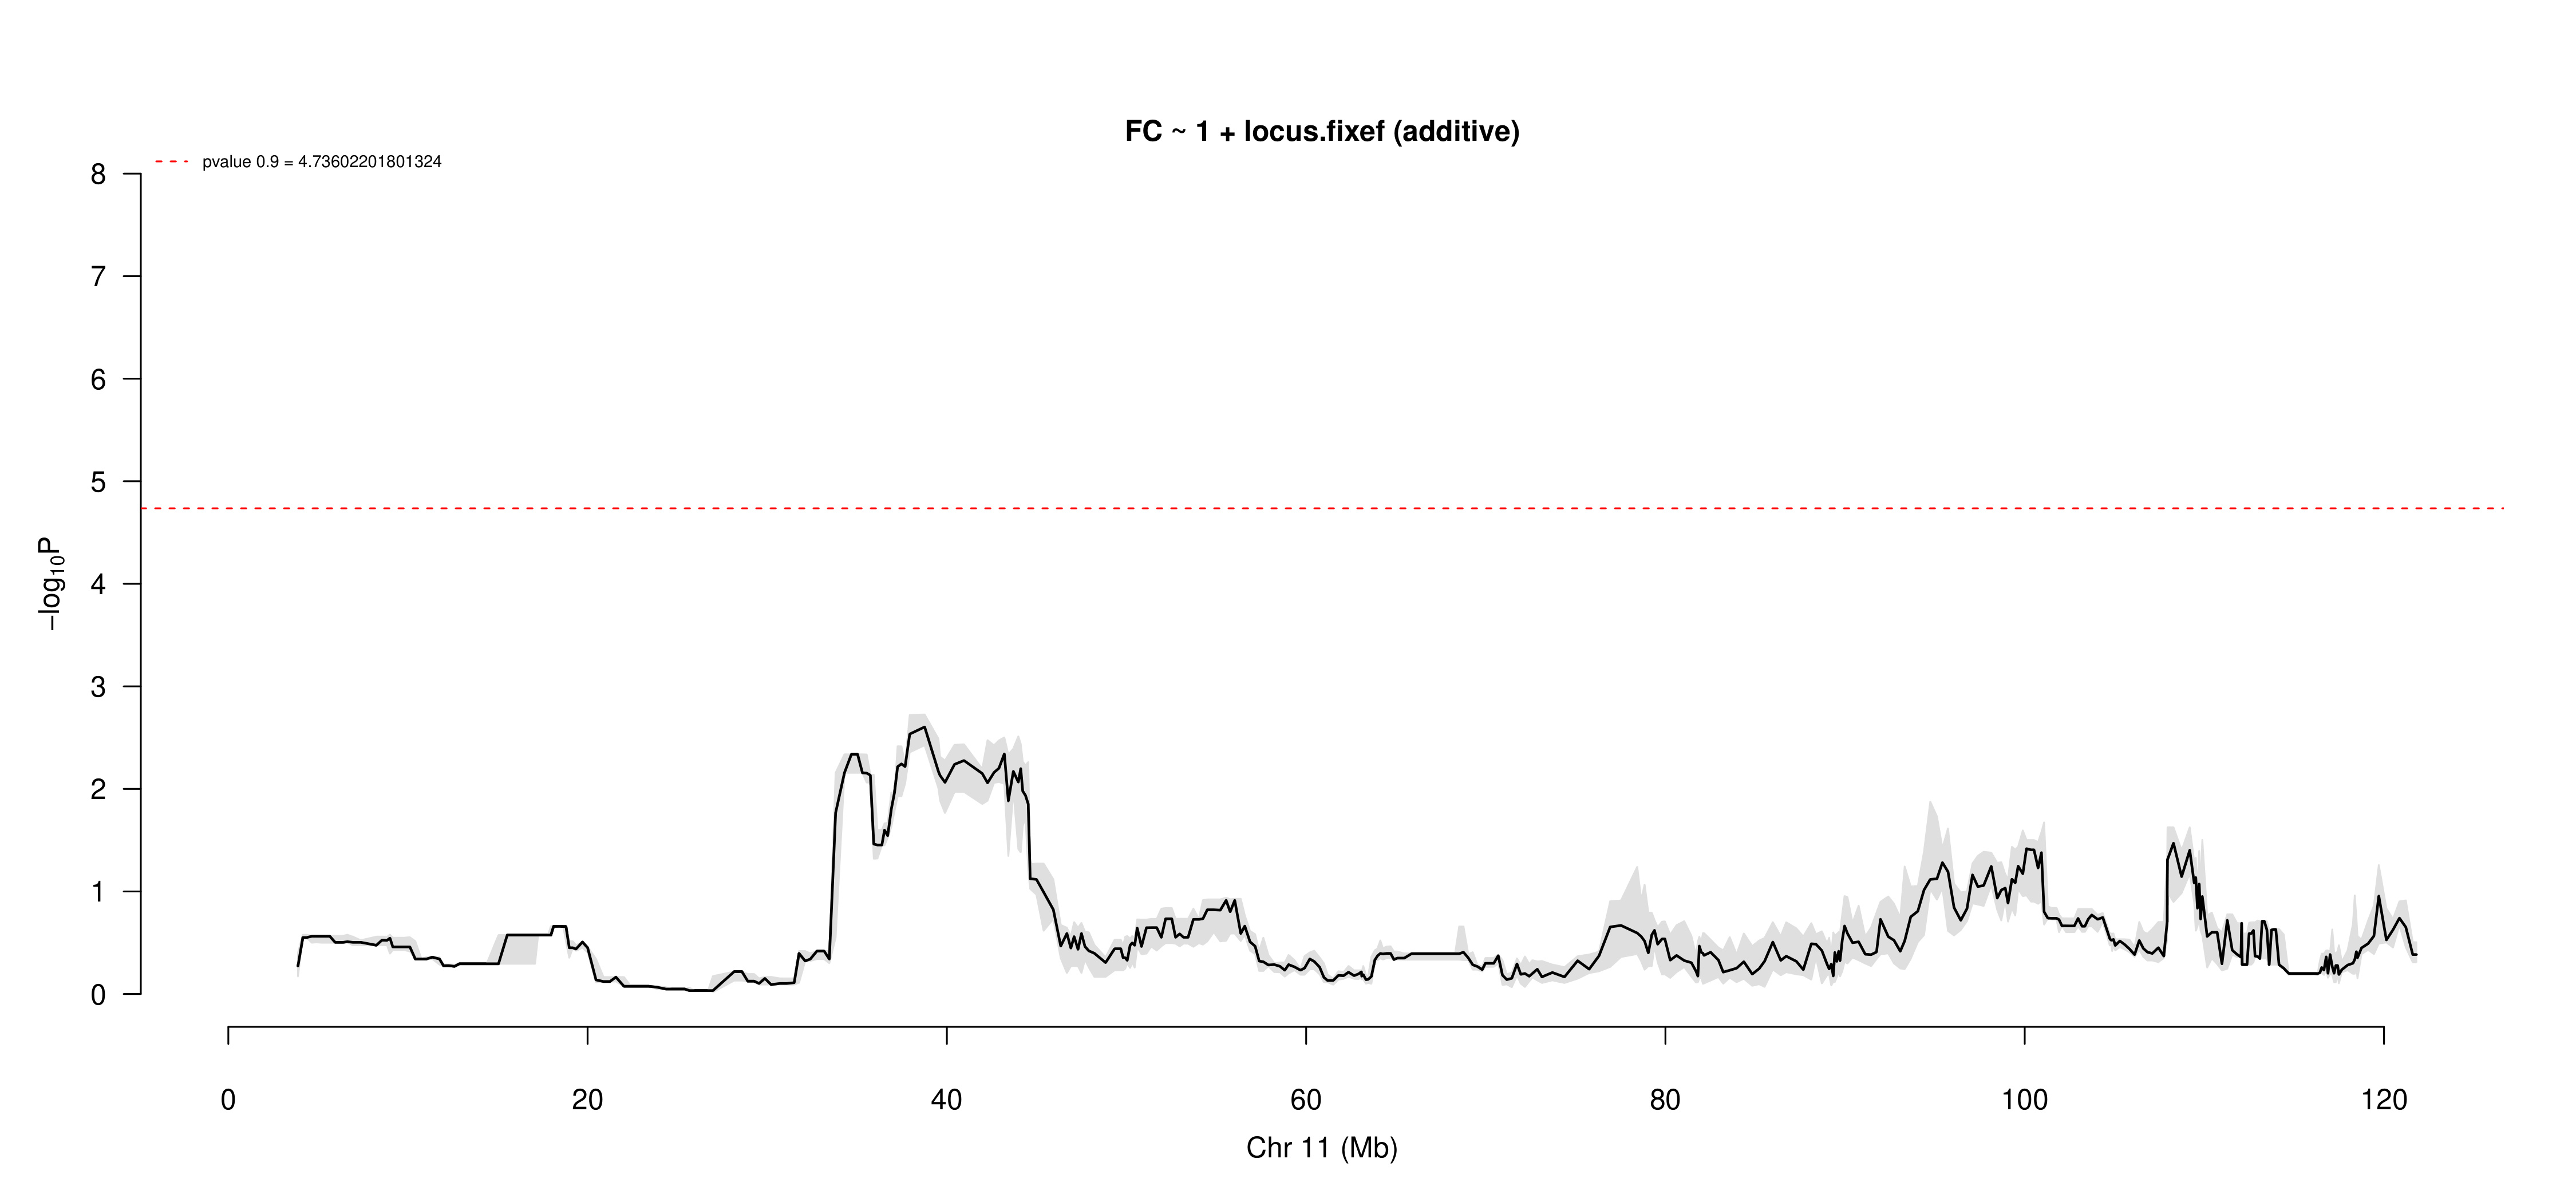 FC ~ 1 + locus.fixef (additive)
pvalue 0.9 = 4.73602201801324
8
7
6
5
4
3
2
1
0
−log10P
0 20 40 60 80 100 120
Chr 11 (Mb)